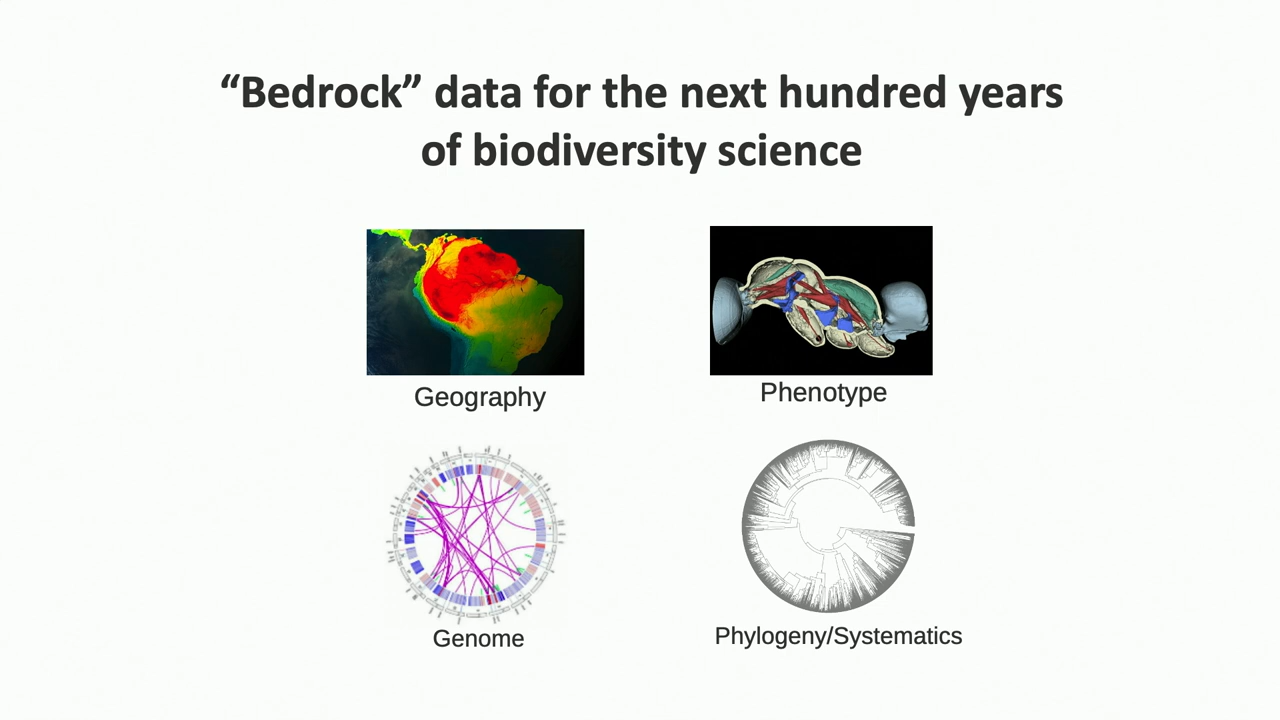 “Bedrock” data for the next hundred years
of biodiversity science
Geography
Phenotype
Genome
Phylogeny/Systematics